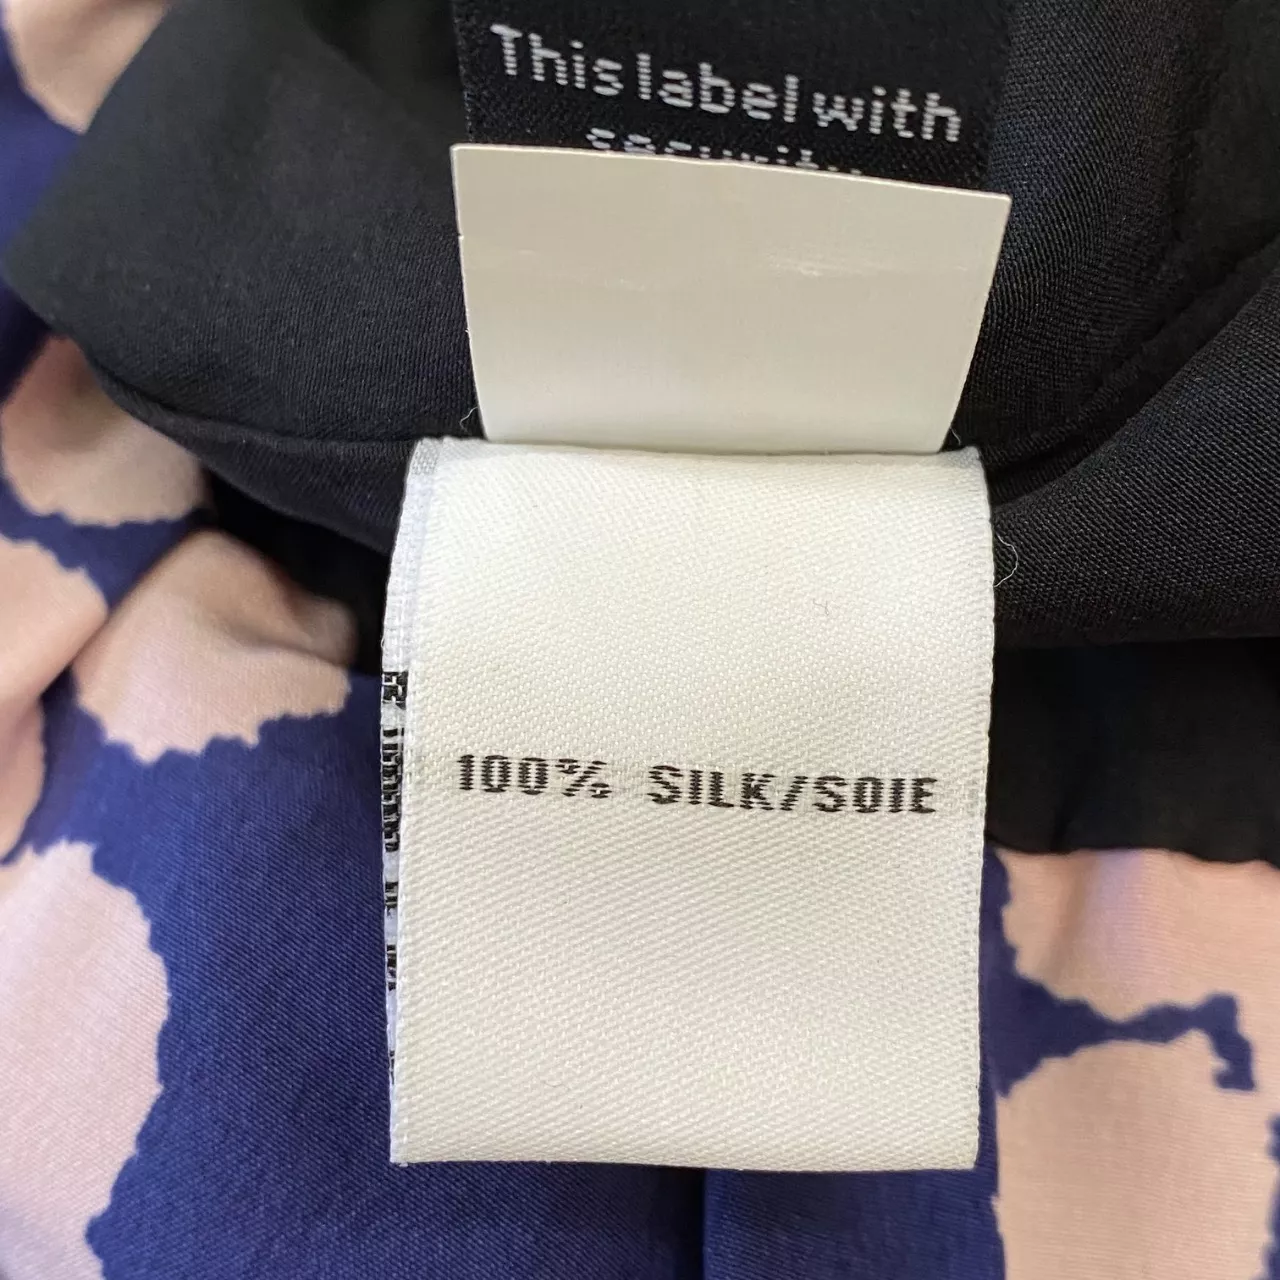 This label with
100% SILK/SOIE